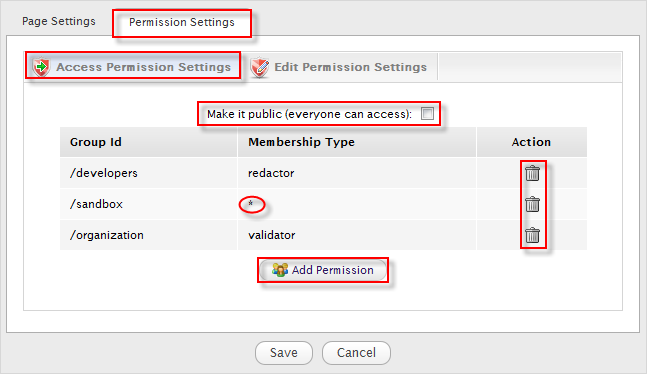 Page Settings Permission Settings
Access Permission Settings Edit Permission Settings
Make it public (everyone can access):
Group Id Membership Type Action
/developers redactor
/sandbox *
/organization validator
Add Permission
Save Cancel